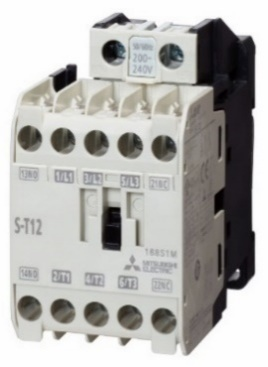 200-
240V
13NO 1/L1 3/L2 5/L3 21NC
S-T12
188S1M
MITSUBISHI
ELECTRIC
14NO 2/T1 4/T2 6/T3 22NC